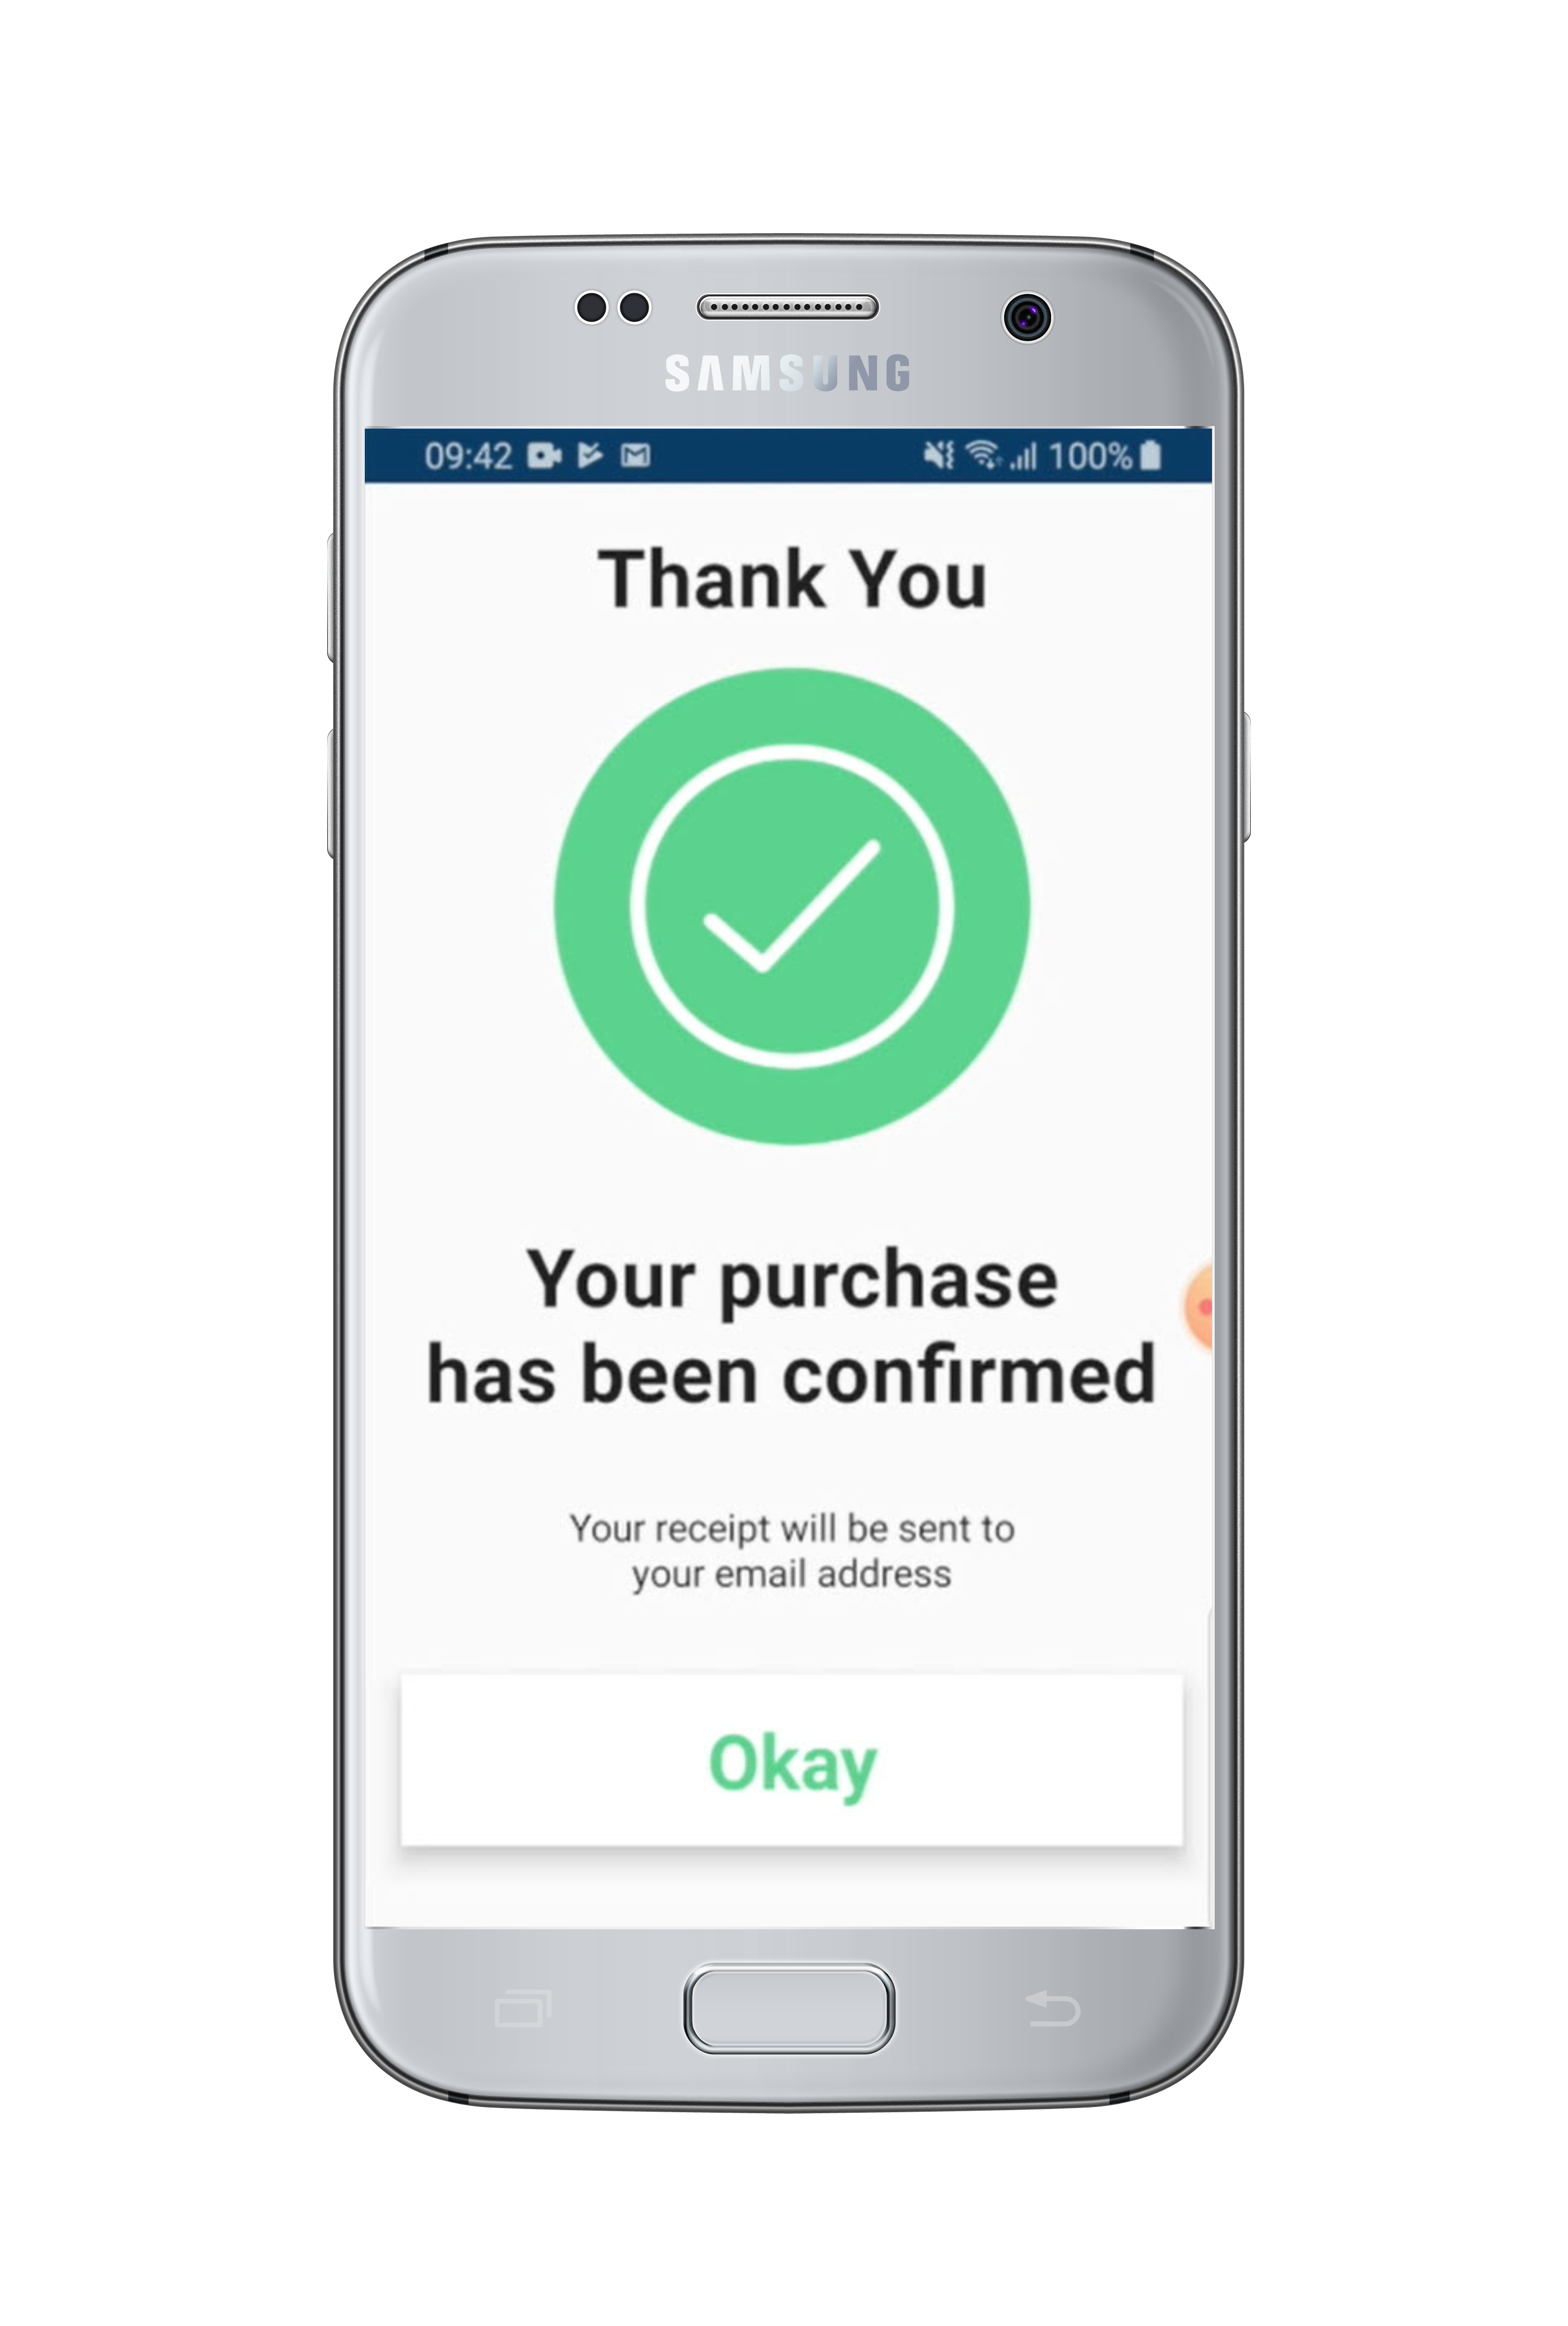 SAMSUNG
09:42 100%
Thank You
Your purchase
has been confirmed
Your receipt will be sent to
your email address
Okay